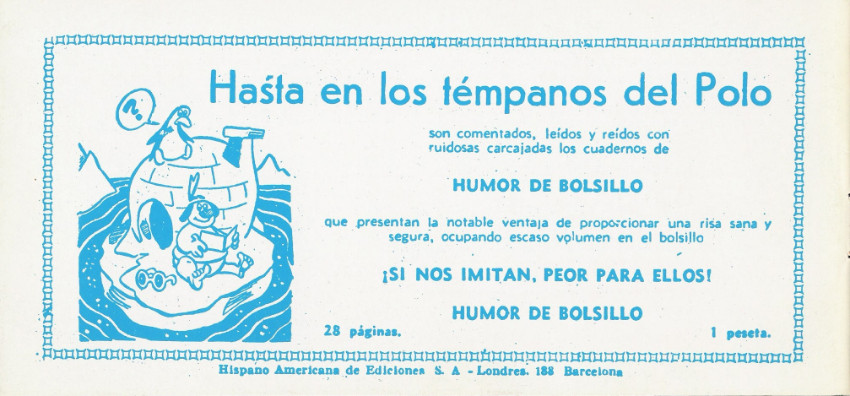 ?!
Hasta en los témpanos del Polo
son comentados, leídos y reídos con
ruidosas carcajadas los cuadernos de
HUMOR DE BOLSILLO
que presentan la notable ventaja de proporcionar una risa sana y
segura, ocupando escaso volumen en el bolsillo
¡SI NOS IMITAN, PEOR PARA ELLOS!
HUMOR DE BOLSILLO
28 páginas. 1 peseta.
Hispano Americana de Ediciones S. A - Londres. 188 Barcelona